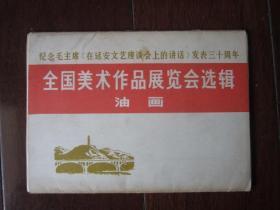 纪念毛主席《在延安文艺座谈会上的讲话》发表三十周年
全国美术作品展览会选辑
油画